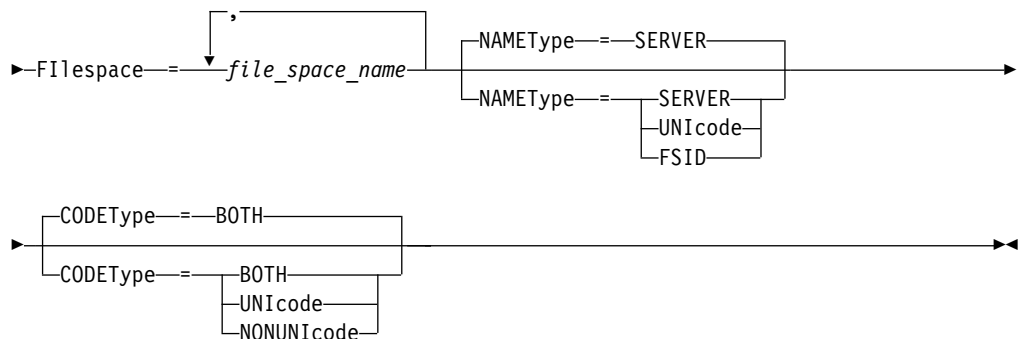 ,
NAMEType = SERVER
FIlespace = file_space_name
NAMEType = SERVER
UNIcode
FSID
CODEType = BOTH
CODEType = BOTH
UNIcode
NONUNIcode